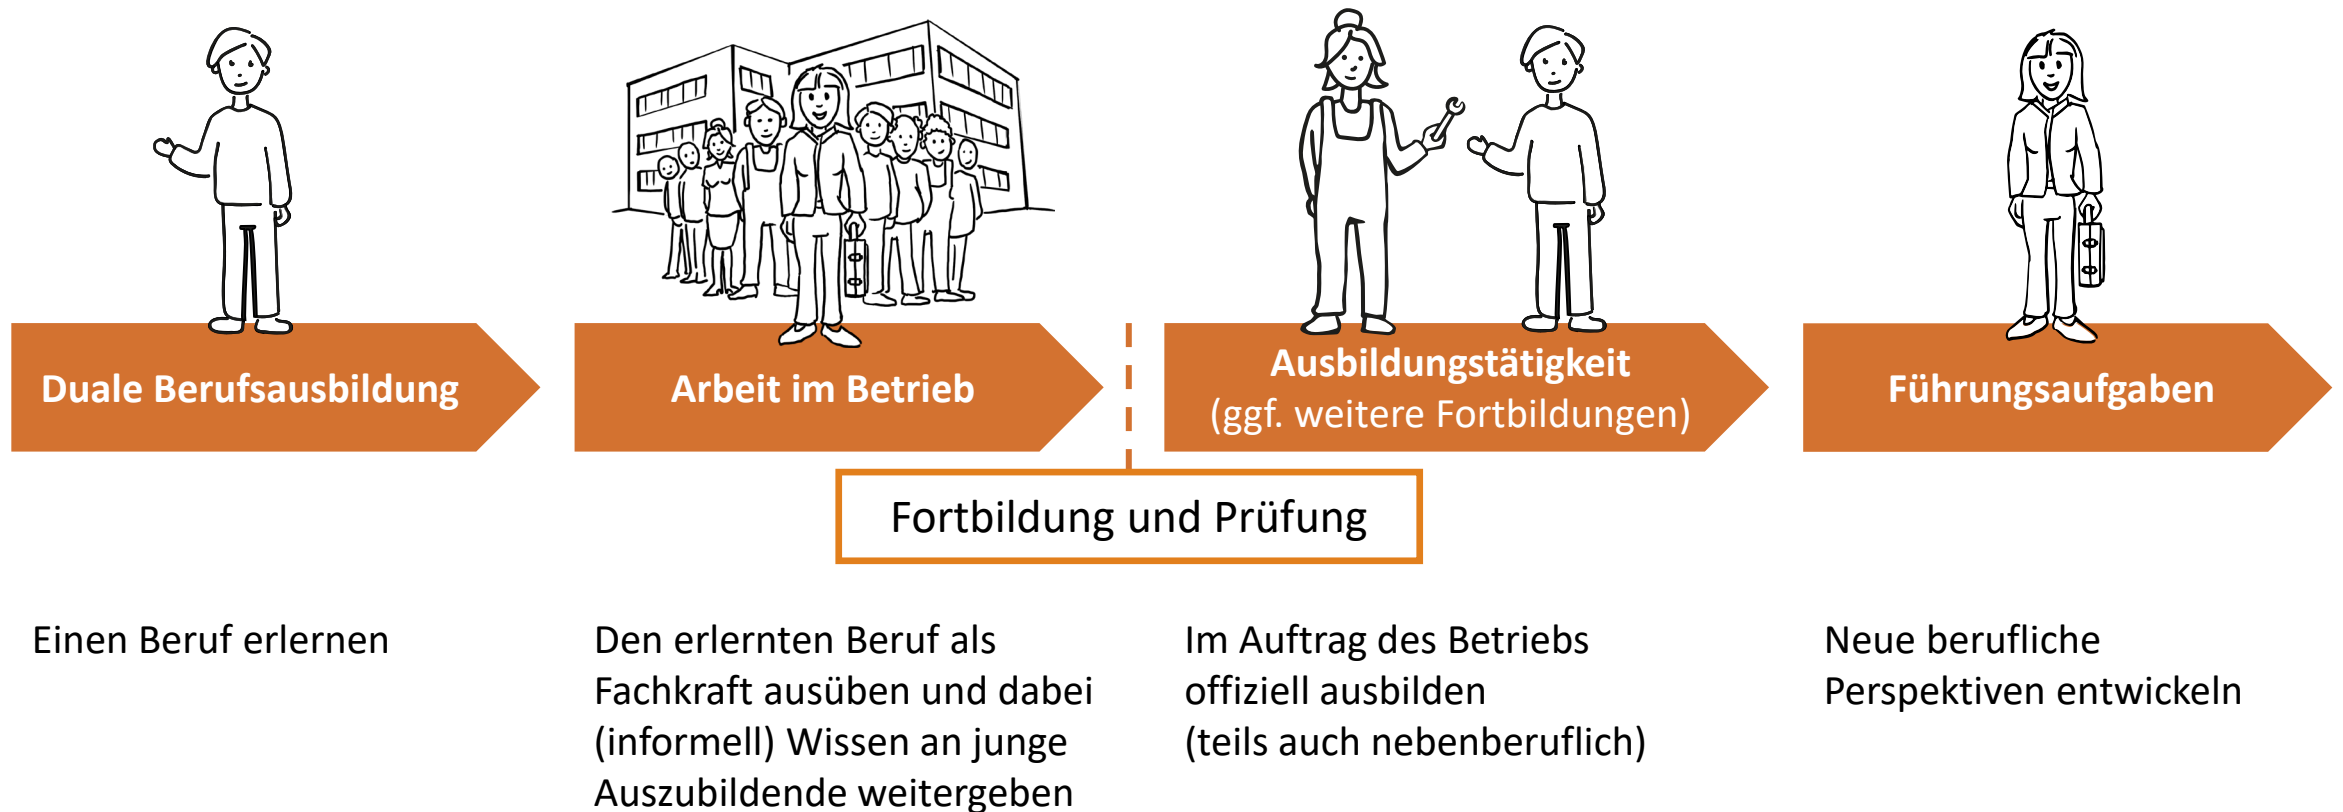 Duale Berufsausbildung
Arbeit im Betrieb
Ausbildungstätigkeit
(ggf. weitere Fortbildungen)
Führungsaufgaben
Fortbildung und Prüfung
Einen Beruf erlernen
Den erlernten Beruf als
Fachkraft ausüben und dabei
(informell) Wissen an junge
Auszubildende weitergeben
Im Auftrag des Betriebs
offiziell ausbilden
(teils auch nebenberuflich)
Neue berufliche
Perspektiven entwickeln